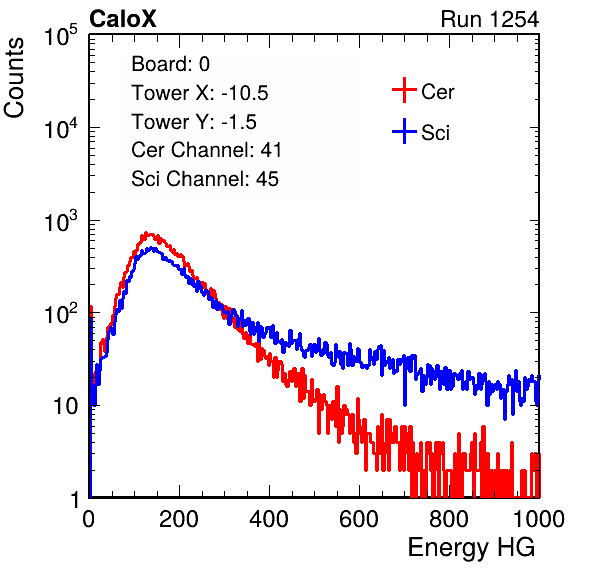 CaloX Run 1254
Counts
10^5
10^4
10^3
10^2
10
1
Board: 0
Tower X: -10.5
Tower Y: -1.5
Cer Channel: 41
Sci Channel: 45
Cer
Sci
0 200 400 600 800 1000
Energy HG